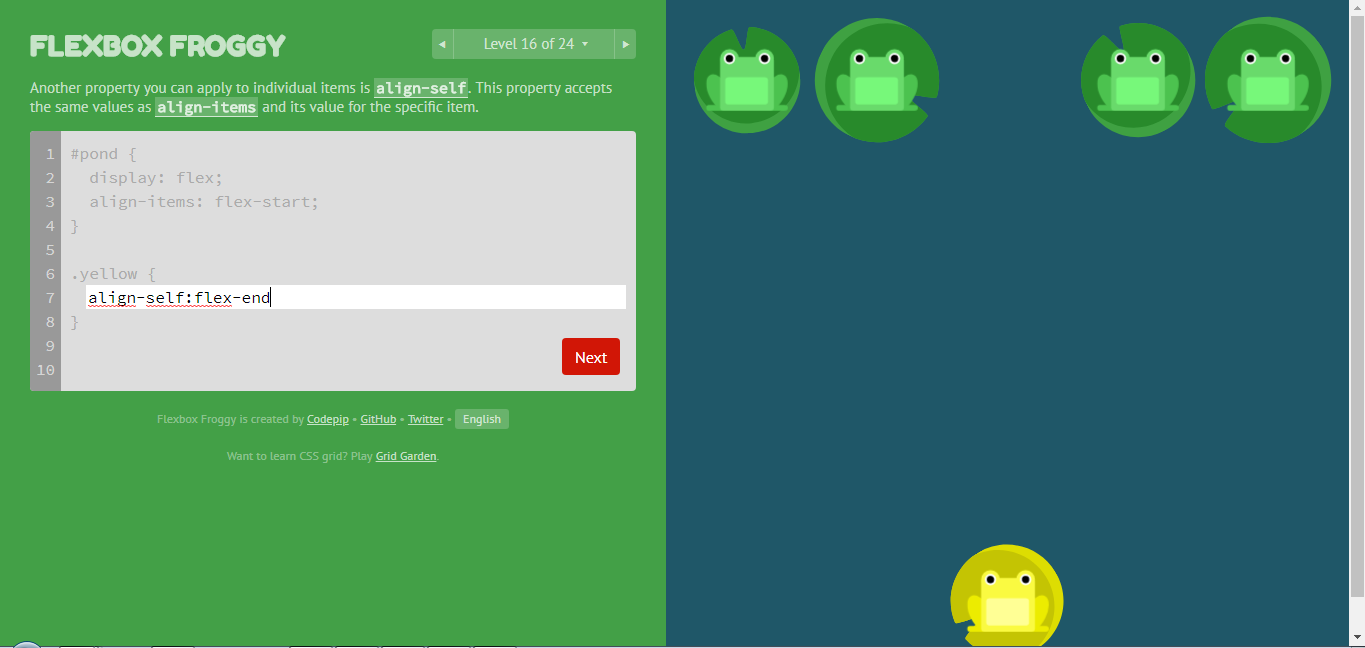 FLEXBOX FROGGY
◀ Level 16 of 24 ▾ ▶
Another property you can apply to individual items is align-self. This property accepts
the same values as align-items and its value for the specific item.
1 #pond {
2 display: flex;
3 align-items: flex-start;
4 }
5
6 .yellow {
7 align-self:flex-end
8 }
9
10
Next
Flexbox Froggy is created by Codepip • GitHub • Twitter • English
Want to learn CSS grid? Play Grid Garden.